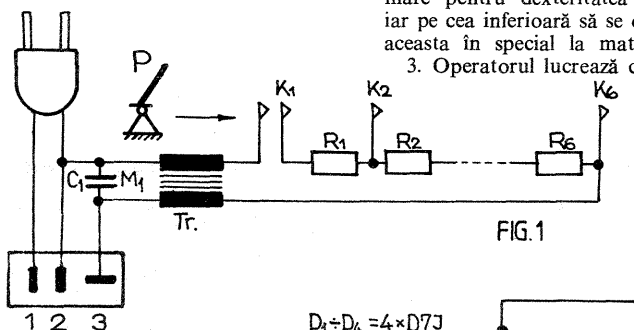 mare pentru dexteritatea
iar pe cea inferioară să se
aceasta în special la mat
3. Operatorul lucrează
P
K1 K2 K6
R1 R2 R6
C1 M1
Tr.
FIG.1
1 2 3
D1÷D4 =4×D7J